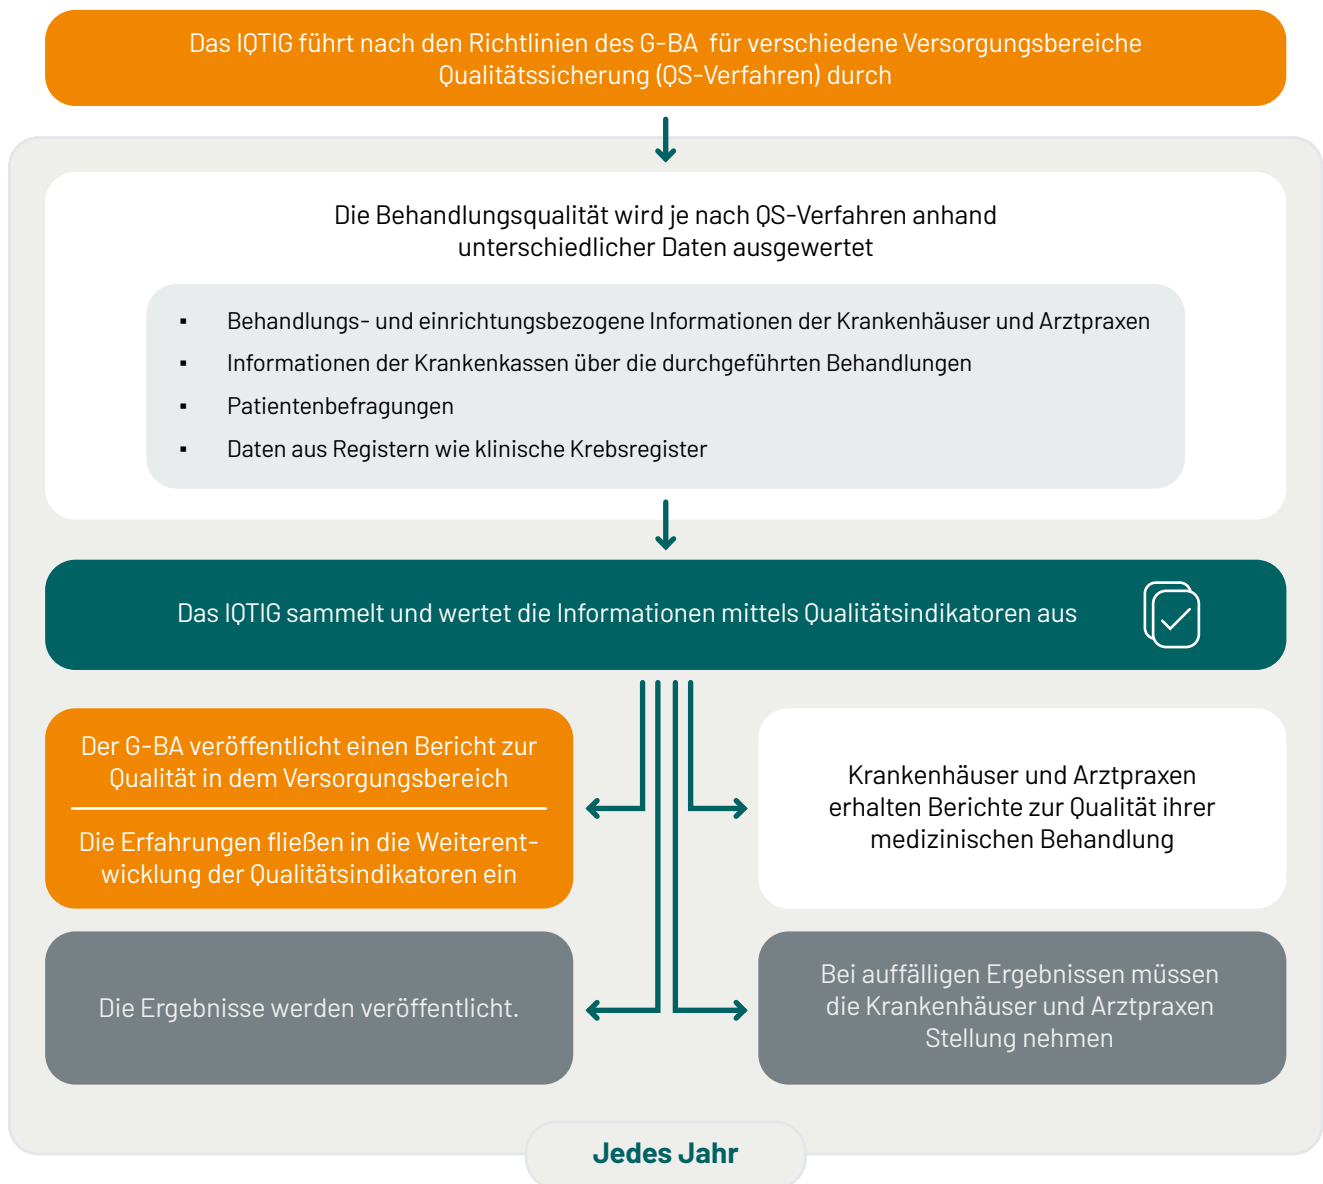 Das IQTIG führt nach den Richtlinien des G-BA für verschiedene Versorgungsbereiche
Qualitätssicherung (QS-Verfahren) durch
Die Behandlungsqualität wird je nach QS-Verfahren anhand
unterschiedlicher Daten ausgewertet
▪ Behandlungs- und einrichtungsbezogene Informationen der Krankenhäuser und Arztpraxen
▪ Informationen der Krankenkassen über die durchgeführten Behandlungen
▪ Patientenbefragungen
▪ Daten aus Registern wie klinische Krebsregister
Das IQTIG sammelt und wertet die Informationen mittels Qualitätsindikatoren aus
Der G-BA veröffentlicht einen Bericht zur
Qualität in dem Versorgungsbereich
Die Erfahrungen fließen in die Weiterent-
wicklung der Qualitätsindikatoren ein
Krankenhäuser und Arztpraxen
erhalten Berichte zur Qualität ihrer
medizinischen Behandlung
Die Ergebnisse werden veröffentlicht.
Bei auffälligen Ergebnissen müssen
die Krankenhäuser und Arztpraxen
Stellung nehmen
Jedes Jahr